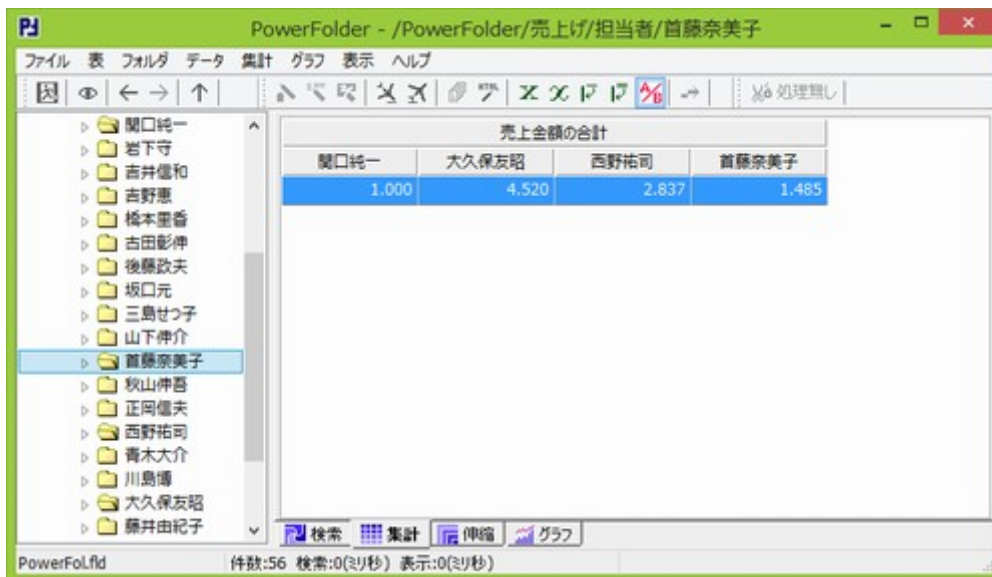 PowerFolder - /PowerFolder/売上げ/担当者/首藤奈美子
ファイル 表 フォルダ データ 集計 グラフ 表示 ヘルプ
処理無し
関口純一
岩下守
吉井信和
吉野恵
橋本里香
古田彰伸
後藤政夫
坂口元
三島せつ子
山下伸介
首藤奈美子
秋山伸吾
正岡信夫
西野祐司
青木大介
川島博
大久保友昭
藤井由紀子
売上金額の合計
関口純一 大久保友昭 西野祐司 首藤奈美子
1.000 4.520 2.837 1.485
検索 集計 伸縮 グラフ
PowerFol.fld 件数:56 検索:0(ミリ秒) 表示:0(ミリ秒)